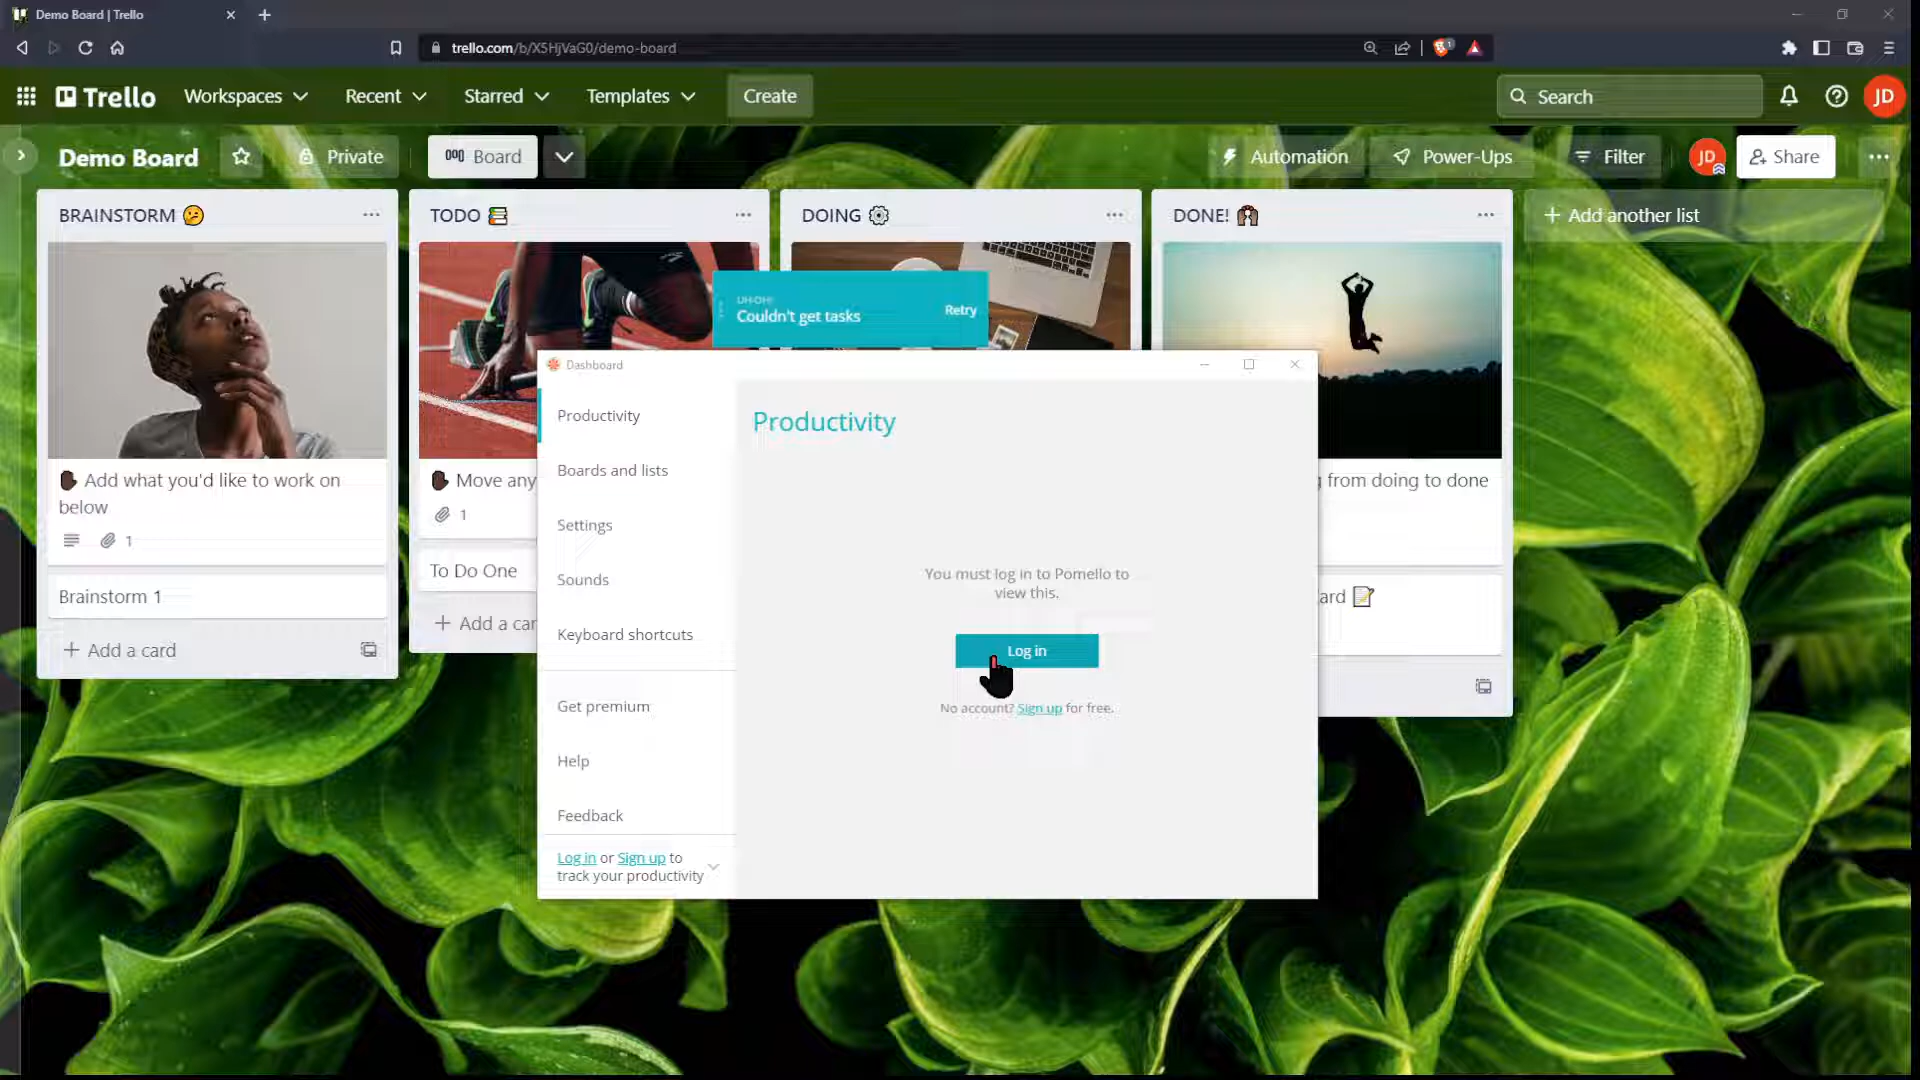 Demo Board | Trello
trello.com/b/X5HjVaG0/demo-board
1
Trello
Workspaces
Recent
Starred
Templates
Create
Search
JD
Demo Board
Private
Board
Automation
Power-Ups
Filter
JD
Share
BRAINSTORM 🤔
TODO 📚
DOING ⚙️
DONE! 🙌🏾
+ Add another list
UH-OH!
Couldn't get tasks
Retry
Dashboard
Productivity
Boards and lists
Settings
Sounds
Keyboard shortcuts
Get premium
Help
Feedback
Log in or Sign up to
track your productivity
Productivity
You must log in to Pomello to
view this.
Log in
No account? Sign up for free.
Add what you'd like to work on
below
1
Brainstorm 1
+ Add a card
Move any
1
To Do One
+ Add a car
g from doing to done
ard 📝